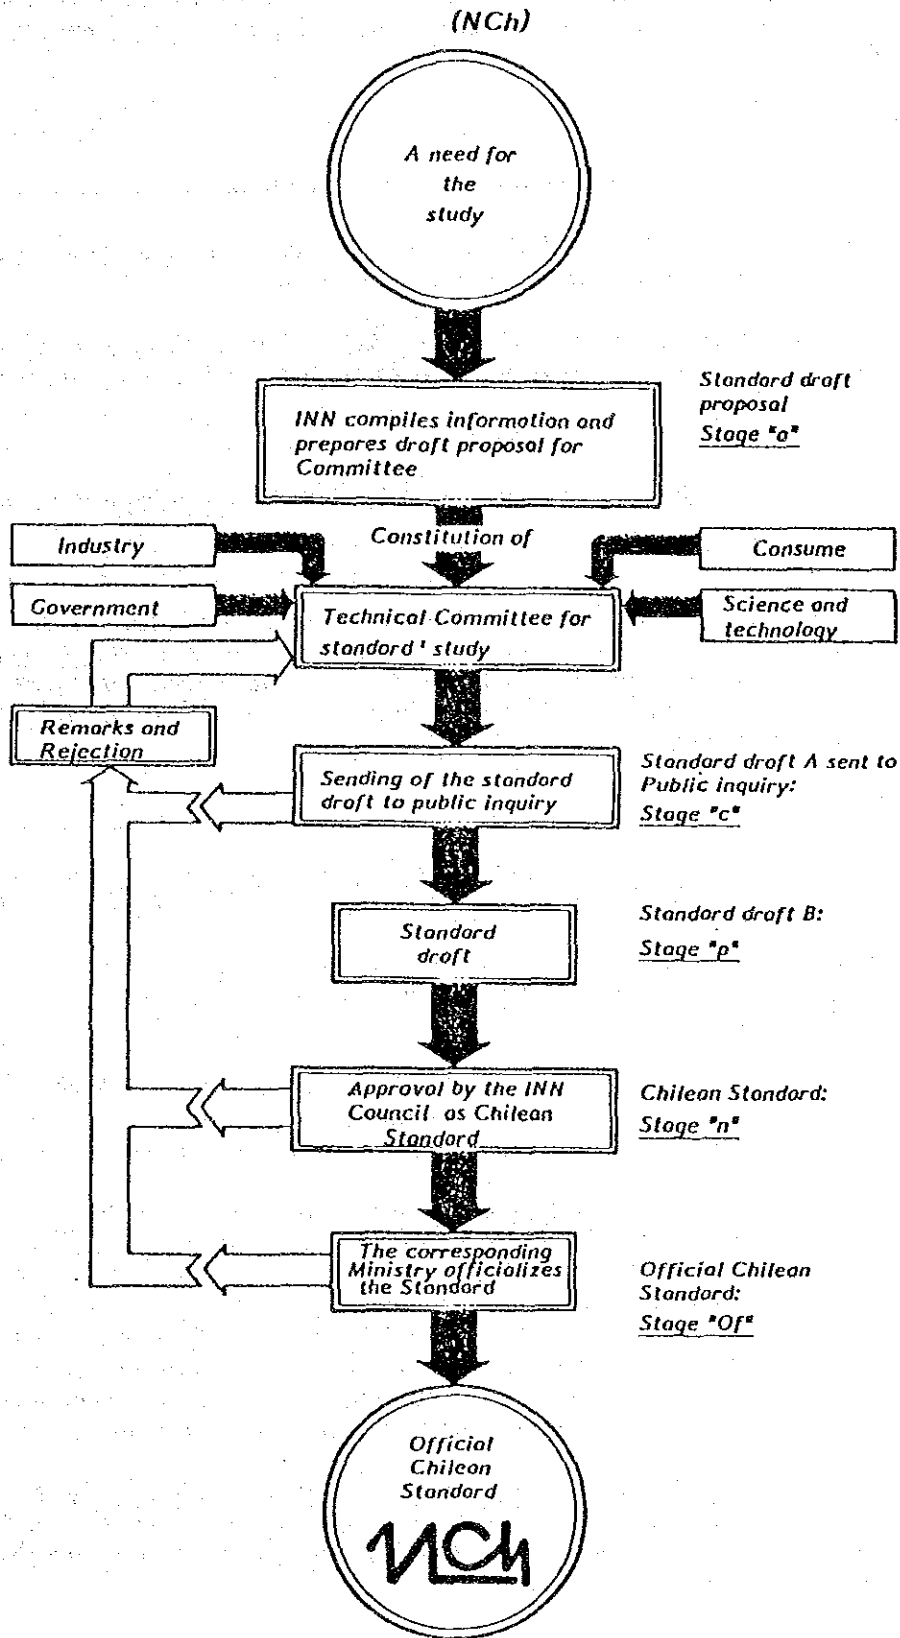 (NCh)
A need for
the
study
INN compiles information and
prepares draft proposal for
Committee
Standard draft
proposal
Stage "a"
Industry
Constitution of
Consume
Government
Technical Committee for
standard' study
Science and
technology
Remarks and
Rejection
Sending of the standard
draft to public inquiry
Standard draft A sent to
Public inquiry:
Stage "c"
Standard
draft
Standard draft B:
Stage "p"
Approval by the INN
Council as Chilean
Standard
Chilean Standard:
Stage "n"
The corresponding
Ministry officializes
the Standard
Official Chilean
Standard:
Stage "Of"
Official
Chilean
Standard
NCh